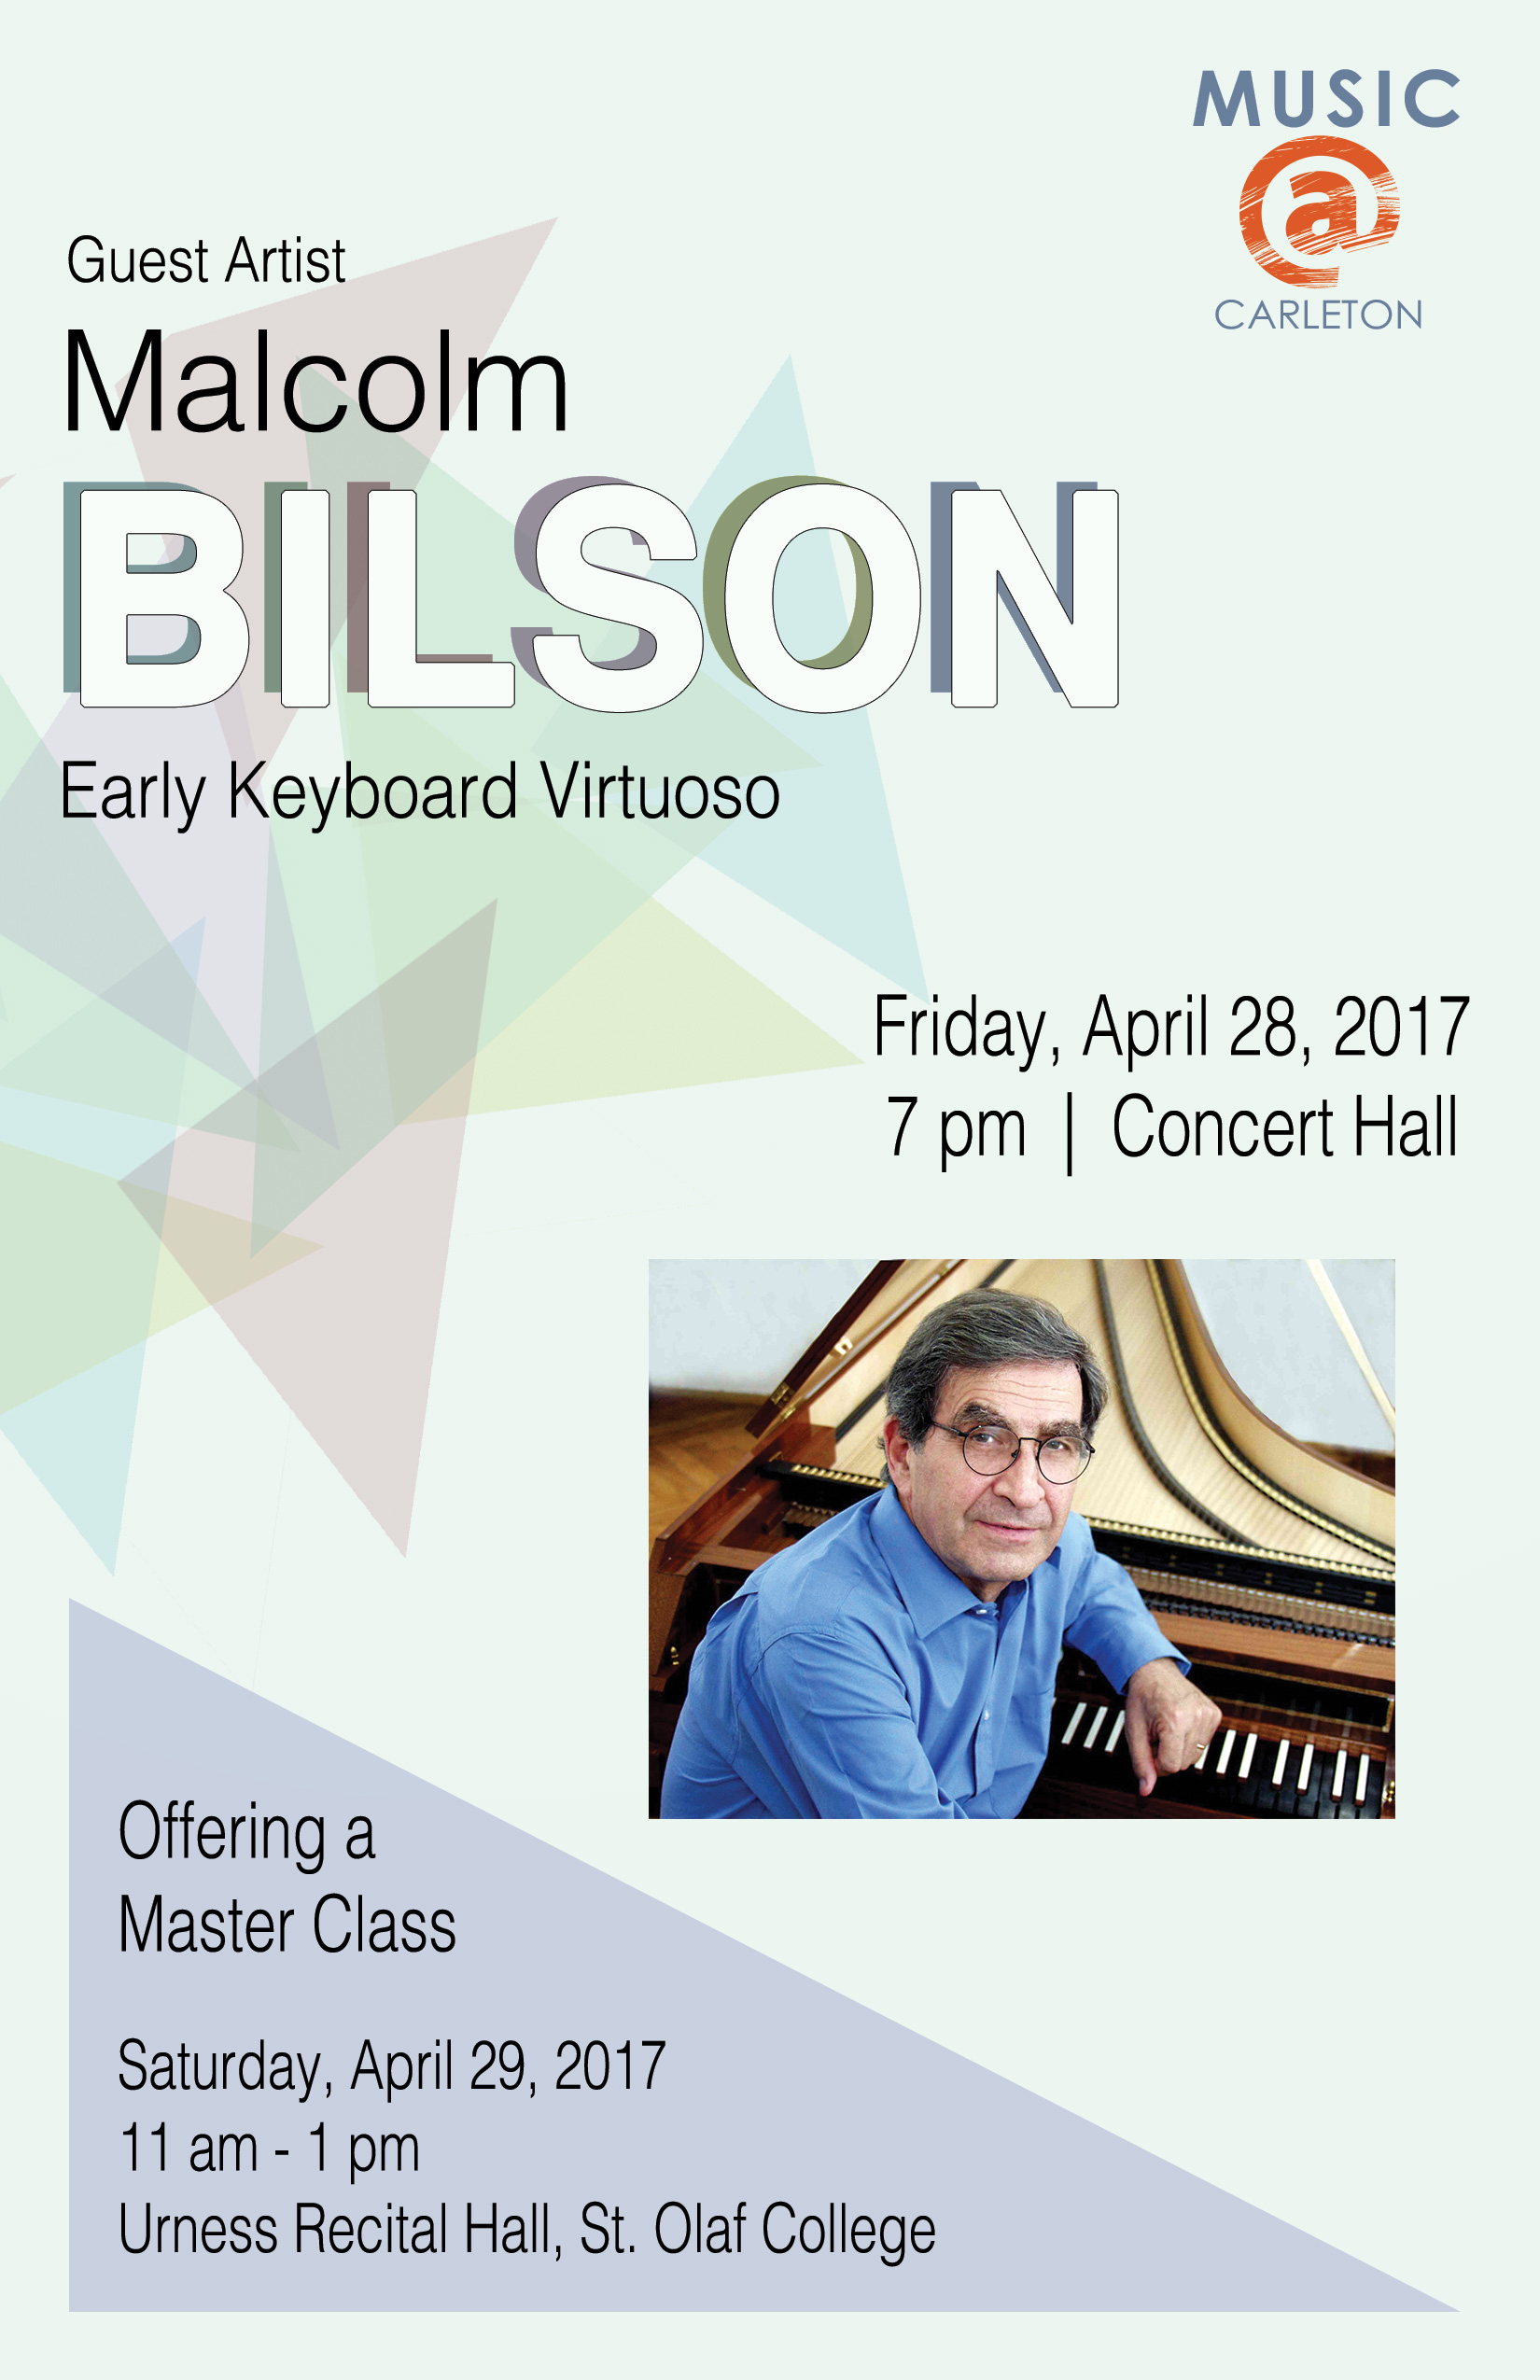 MUSIC
@
CARLETON
Guest Artist
Malcolm
BILSON
Early Keyboard Virtuoso
Friday, April 28, 2017
7 pm | Concert Hall
Offering a
Master Class
Saturday, April 29, 2017
11 am - 1 pm
Urness Recital Hall, St. Olaf College